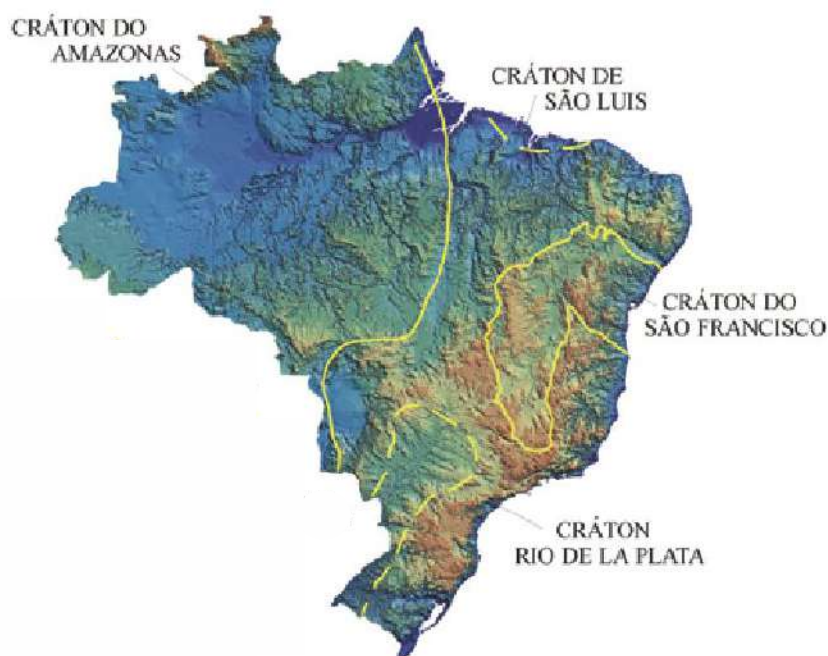 CRÁTON DO
AMAZONAS
CRÁTON DE
SÃO LUIS
CRÁTON DO
SÃO FRANCISCO
CRÁTON
RIO DE LA PLATA